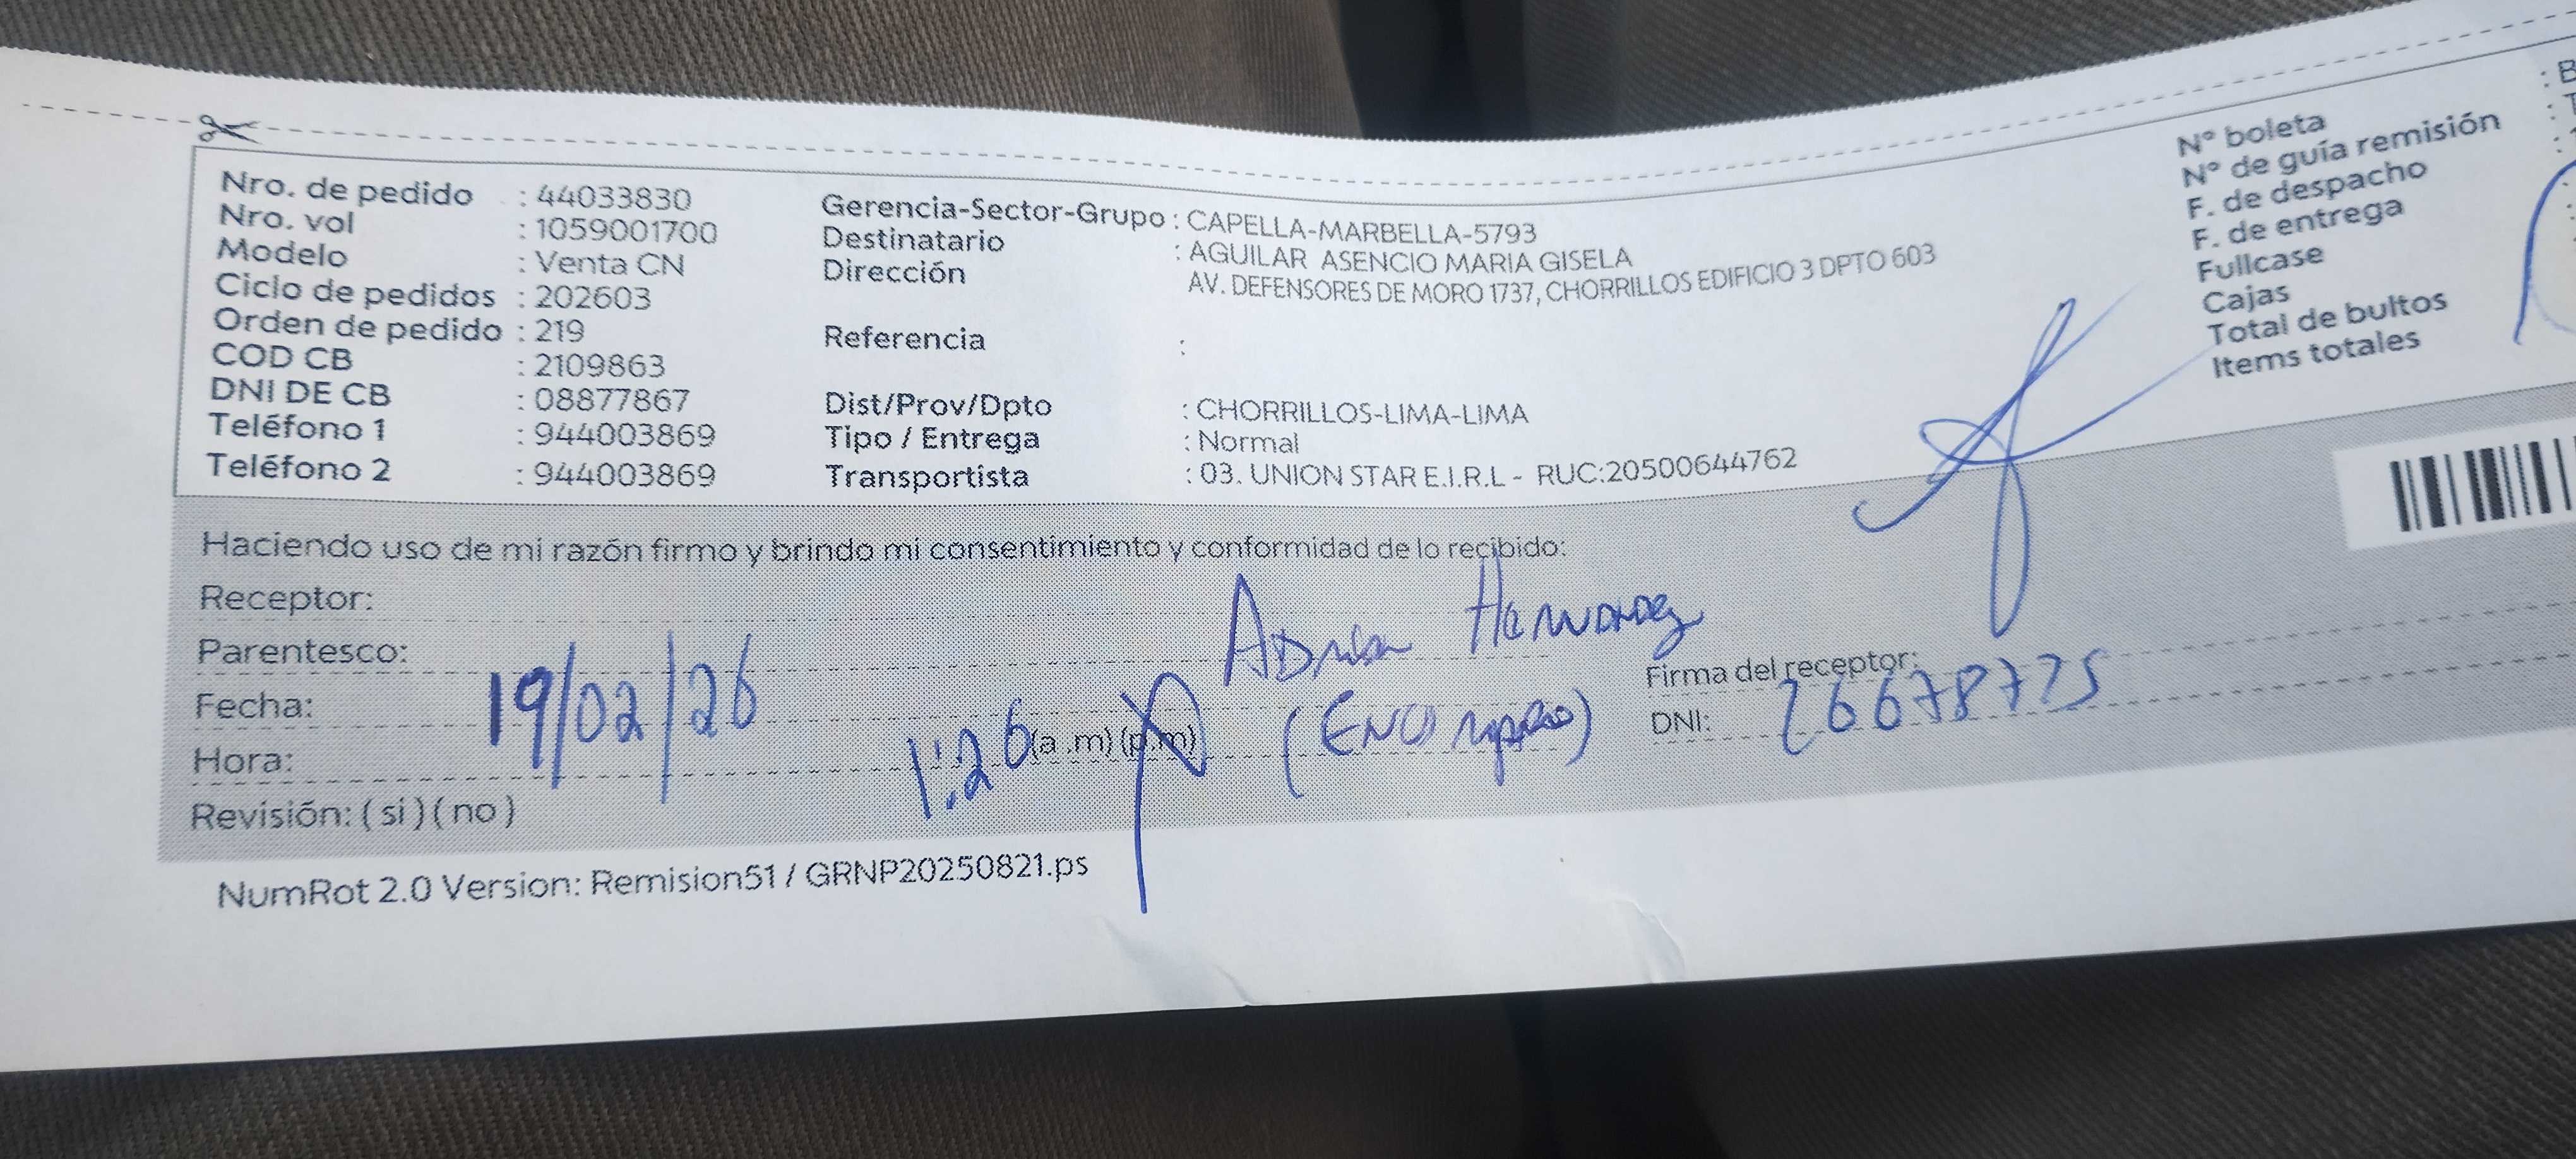 Nro. de pedido : 44033830
Nro. vol : 1059001700
Modelo : Venta CN
Ciclo de pedidos : 202603
Orden de pedido : 219
COD CB : 2109863
DNI DE CB : 08877867
Teléfono 1 : 944003869
Teléfono 2 : 944003869
Gerencia-Sector-Grupo : CAPELLA-MARBELLA-5793
Destinatario : AGUILAR ASENCIO MARIA GISELA
Dirección AV. DEFENSORES DE MORO 1737, CHORRILLOS EDIFICIO 3 DPTO 603
Referencia :
Dist/Prov/Dpto : CHORRILLOS-LIMA-LIMA
Tipo / Entrega : Normal
Transportista : 03. UNION STAR E.I.R.L - RUC:20500644762
N° boleta
N° de guía remisión
F. de despacho
F. de entrega
Fullcase
Cajas
Total de bultos
Items totales
Haciendo uso de mi razón firmo y brindo mi consentimiento y conformidad de lo recibido:
Receptor:
Parentesco:
Fecha: 19/02/26
Hora: 1:26 (a.m) (p.m)
Revisión: ( si ) ( no )
Firma del receptor:
DNI: 26678775
NumRot 2.0 Version: Remision51 / GRNP20250821.ps